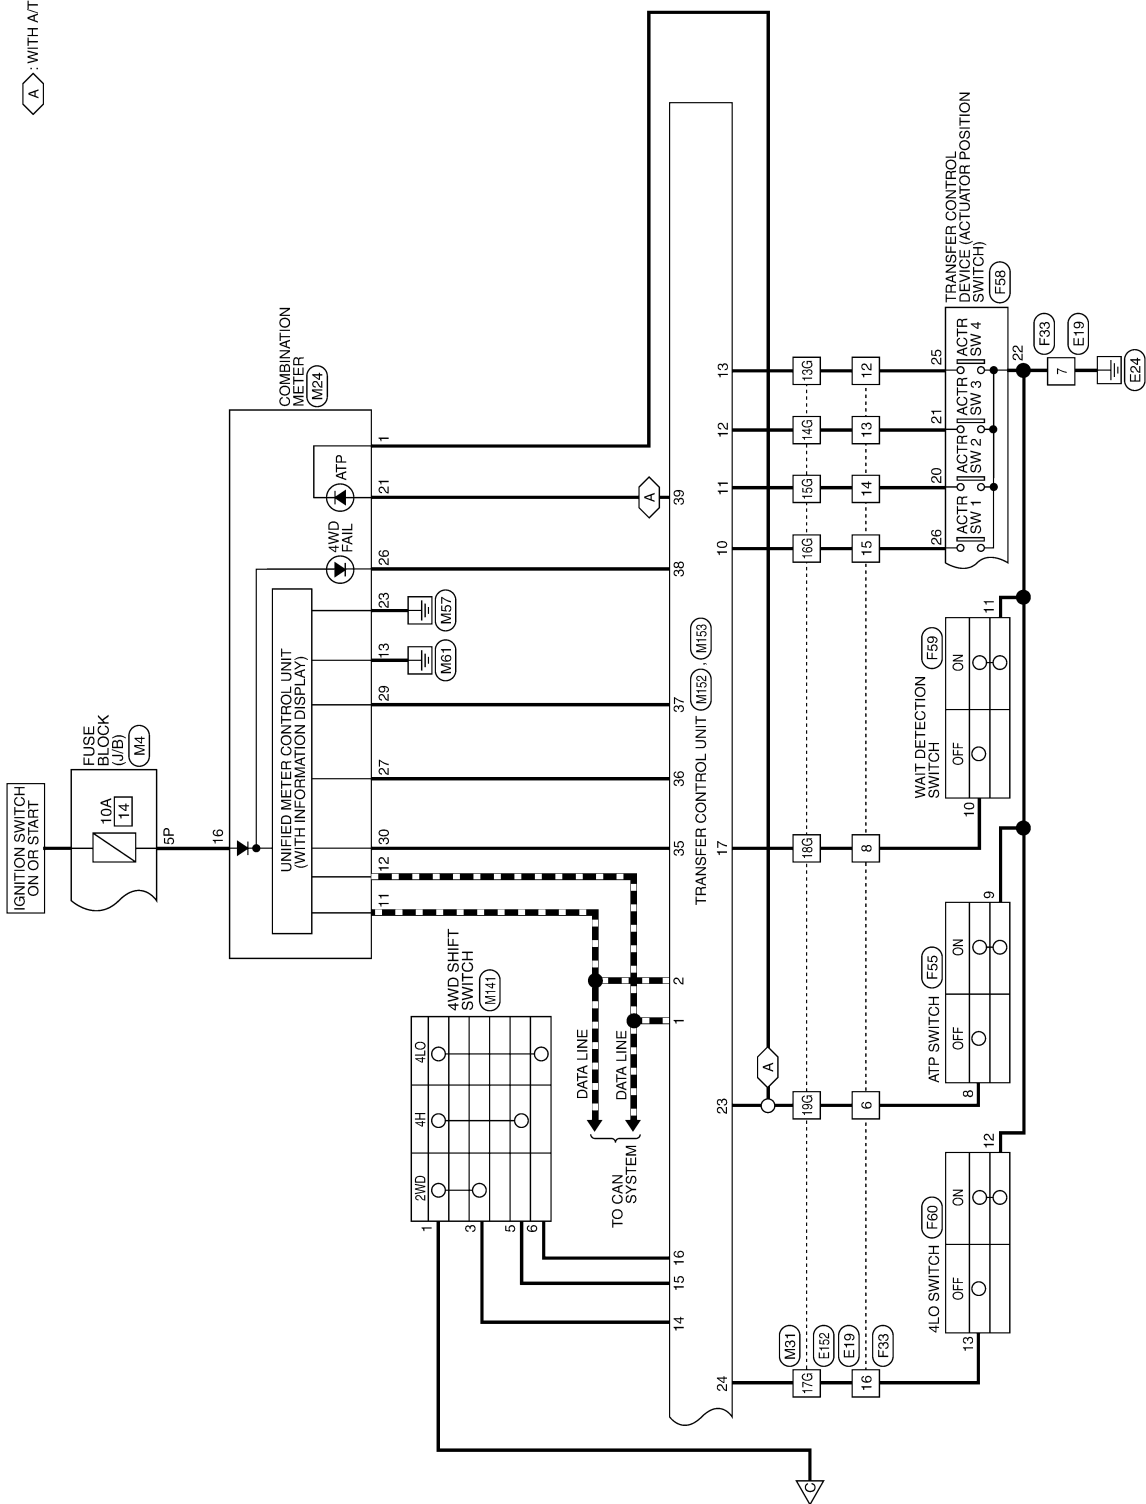 A : WITH A/T
IGNITION SWITCH
ON OR START
FUSE
BLOCK
(J/B)
M4
10A
14
5P
16
COMBINATION
METER
M24
UNIFIED METER CONTROL UNIT
(WITH INFORMATION DISPLAY)
4WD
FAIL
ATP
11
12
30
27
29
13
23
26
21
1
M61
M57
4WD SHIFT
SWITCH
M141
2WD
4H
4LO
1
3
5
6
DATA LINE
DATA LINE
TO CAN
SYSTEM
A
14
15
16
1
2
35
36
37
38
39
TRANSFER CONTROL UNIT M152 , M153
24
23
17
10
11
12
13
A
17G
19G
18G
16G
15G
14G
13G
M31
E152
E19
F33
16
6
8
15
14
13
12
4LO SWITCH F60
OFF
ON
13
12
ATP SWITCH F55
OFF
ON
8
9
WAIT DETECTION
SWITCH
F59
OFF
ON
10
11
26
20
21
25
ACTR
SW 1
ACTR
SW 2
ACTR
SW 3
ACTR
SW 4
TRANSFER CONTROL
DEVICE (ACTUATOR POSITION
SWITCH)
F58
22
7
F33
E19
E24
C